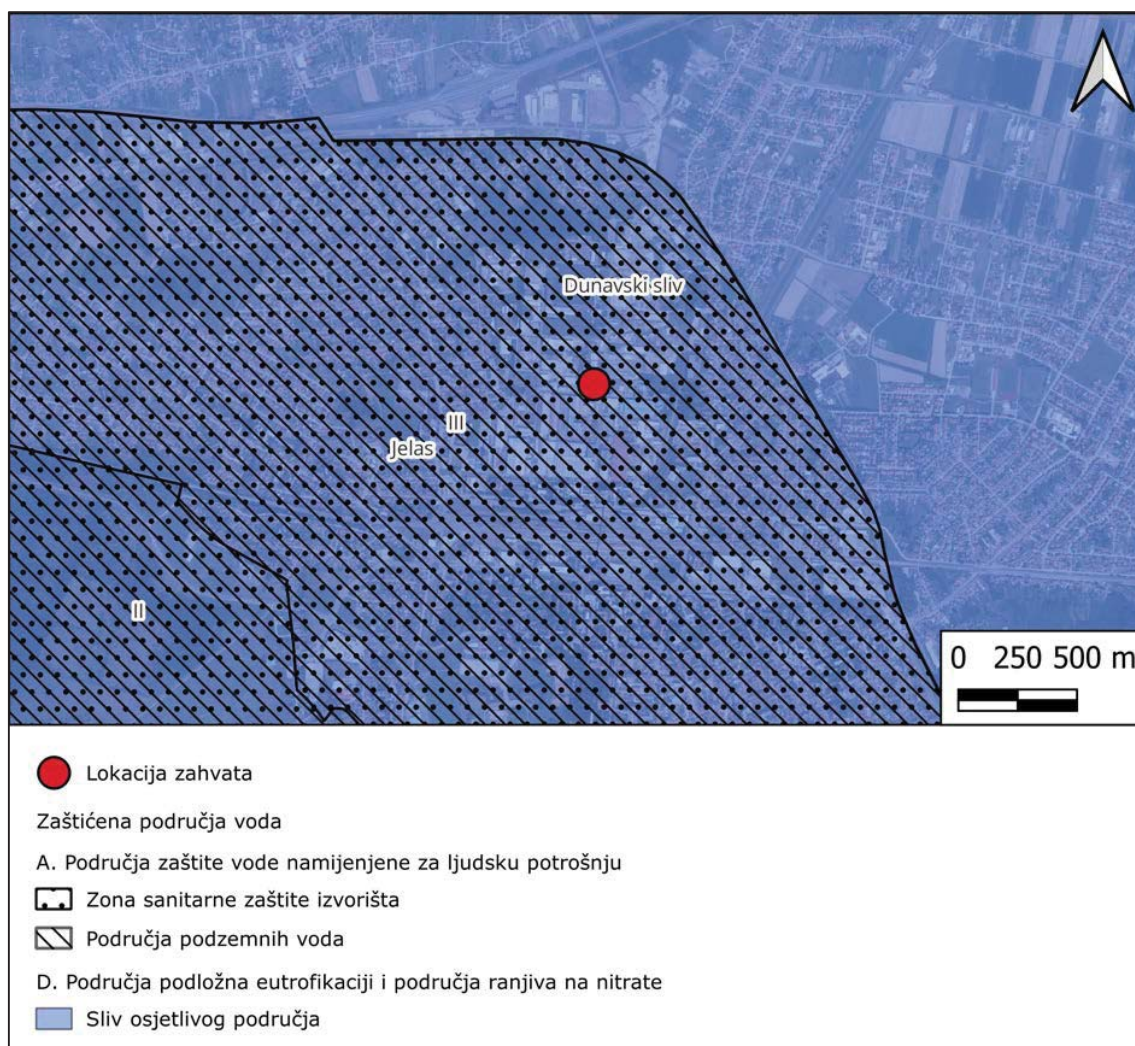 Dunavski sliv
III
Jelas
II
0 250 500 m
Lokacija zahvata
Zaštićena područja voda
A. Područja zaštite vode namijenjene za ljudsku potrošnju
Zona sanitarne zaštite izvorišta
Područja podzemnih voda
D. Područja podložna eutrofikaciji i područja ranjiva na nitrate
Sliv osjetlivog područja